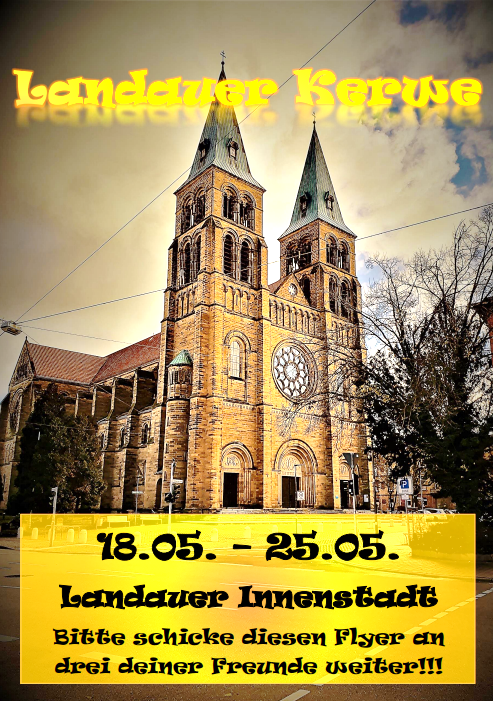 Landauer Kerwe
18.05. - 25.05.
Landauer Innenstadt
Bitte schicke diesen Flyer an
drei deiner Freunde weiter!!!